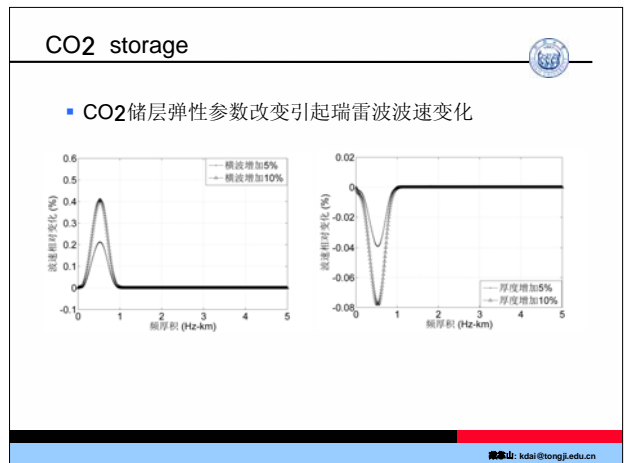 CO2 storage
CO2储层弹性参数改变引起瑞雷波波速变化
波速相对变化 (%)
0.6
0.5
0.4
0.3
0.2
0.1
0
-0.1
横波增加5%
横波增加10%
0 1 2 3 4 5
频厚积 (Hz-km)
波速相对变化 (%)
0.02
0
-0.02
-0.04
-0.06
-0.08
厚度增加5%
厚度增加10%
0 1 2 3 4 5
频厚积 (Hz-km)
: kdai@tongji.edu.cn